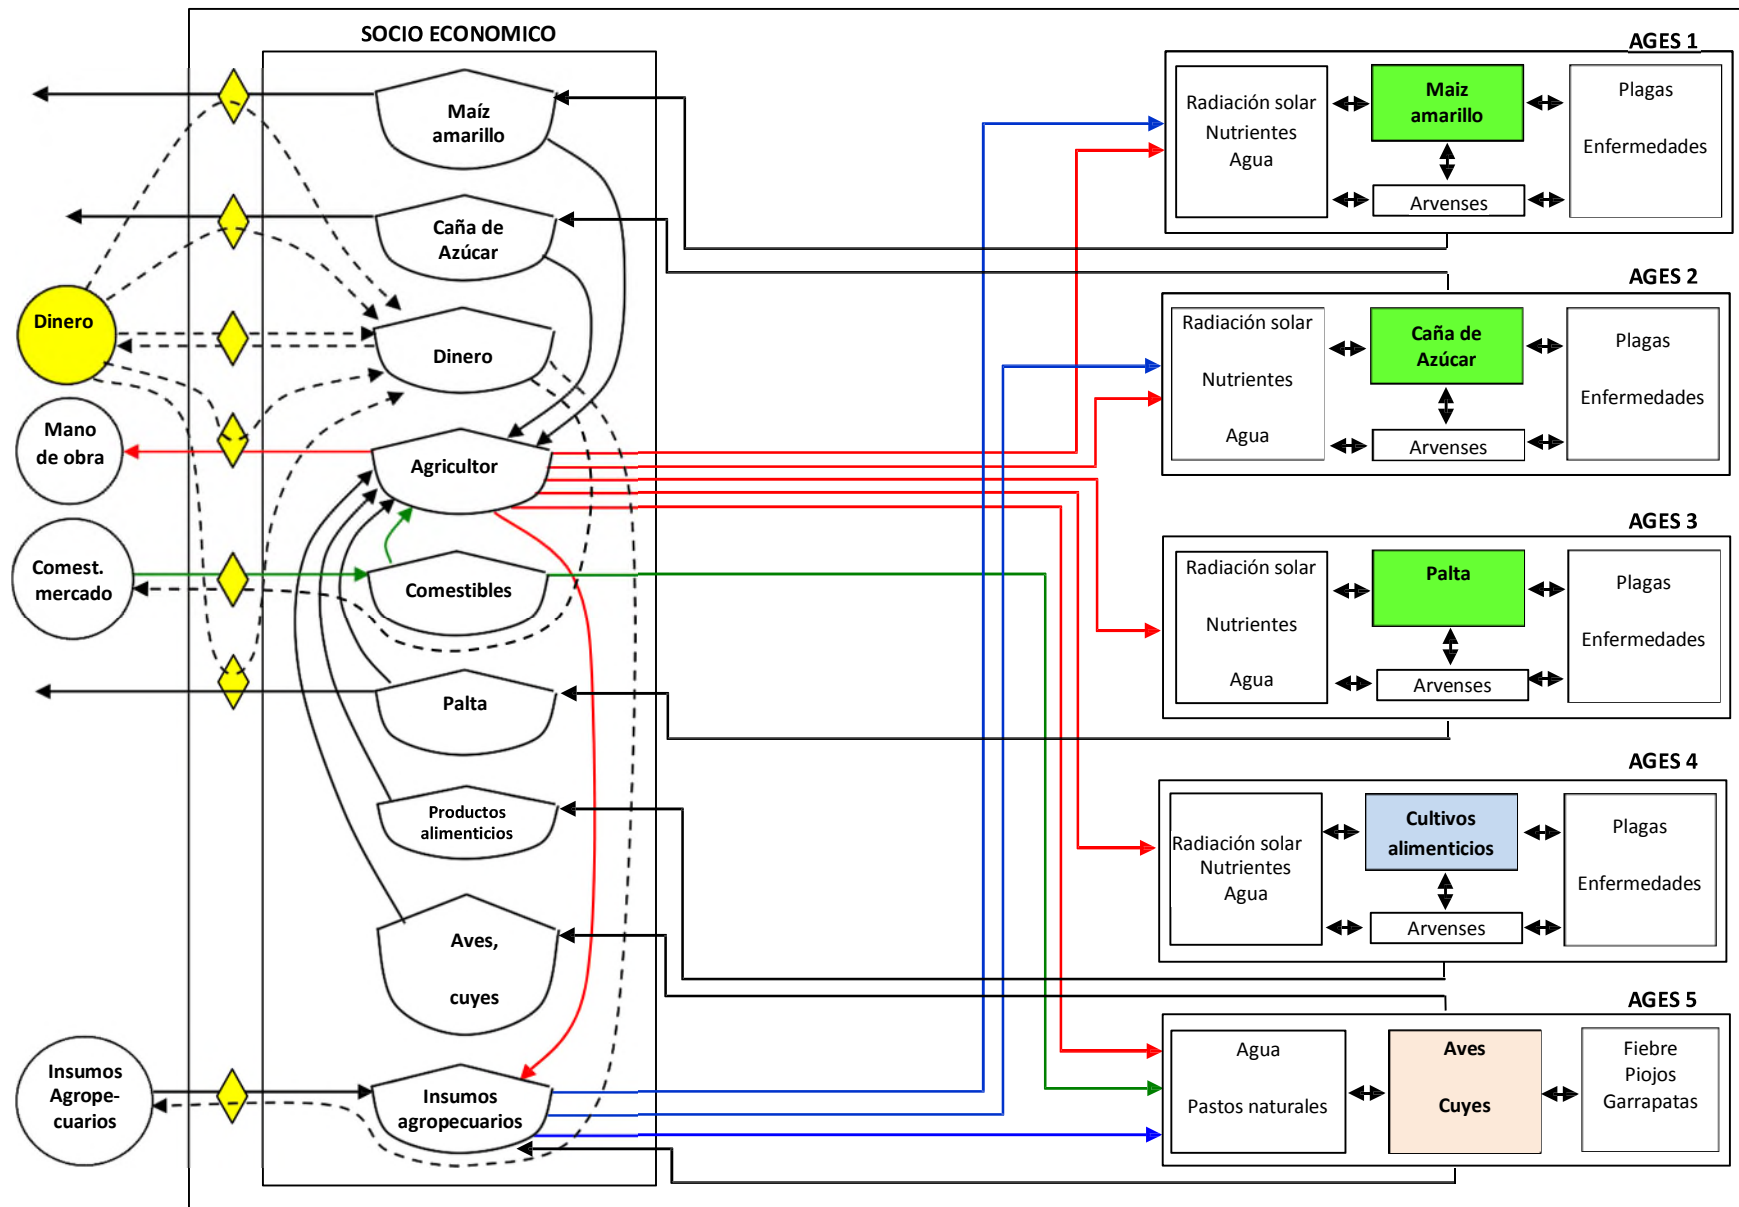 SOCIO ECONOMICO
Maíz
amarillo
Caña de
Azúcar
Dinero
Dinero
Mano
de obra
Agricultor
Comest.
mercado
Comestibles
Palta
Productos
alimenticios
Aves,
cuyes
Insumos
Agrope-
cuarios
Insumos
agropecuarios
AGES 1
Radiación solar
Nutrientes
Agua
Maiz
amarillo
Arvenses
Plagas
Enfermedades
AGES 2
Radiación solar
Nutrientes
Agua
Caña de
Azúcar
Arvenses
Plagas
Enfermedades
AGES 3
Radiación solar
Nutrientes
Agua
Palta
Arvenses
Plagas
Enfermedades
AGES 4
Radiación solar
Nutrientes
Agua
Cultivos
alimenticios
Arvenses
Plagas
Enfermedades
AGES 5
Agua
Pastos naturales
Aves
Cuyes
Fiebre
Piojos
Garrapatas